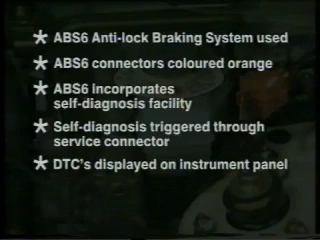 * ABS6 Anti-lock Braking System used
* ABS6 connectors coloured orange
* ABS6 Incorporates
self-diagnosis facility
* Self-diagnosis triggered through
service connector
* DTC's displayed on instrument panel